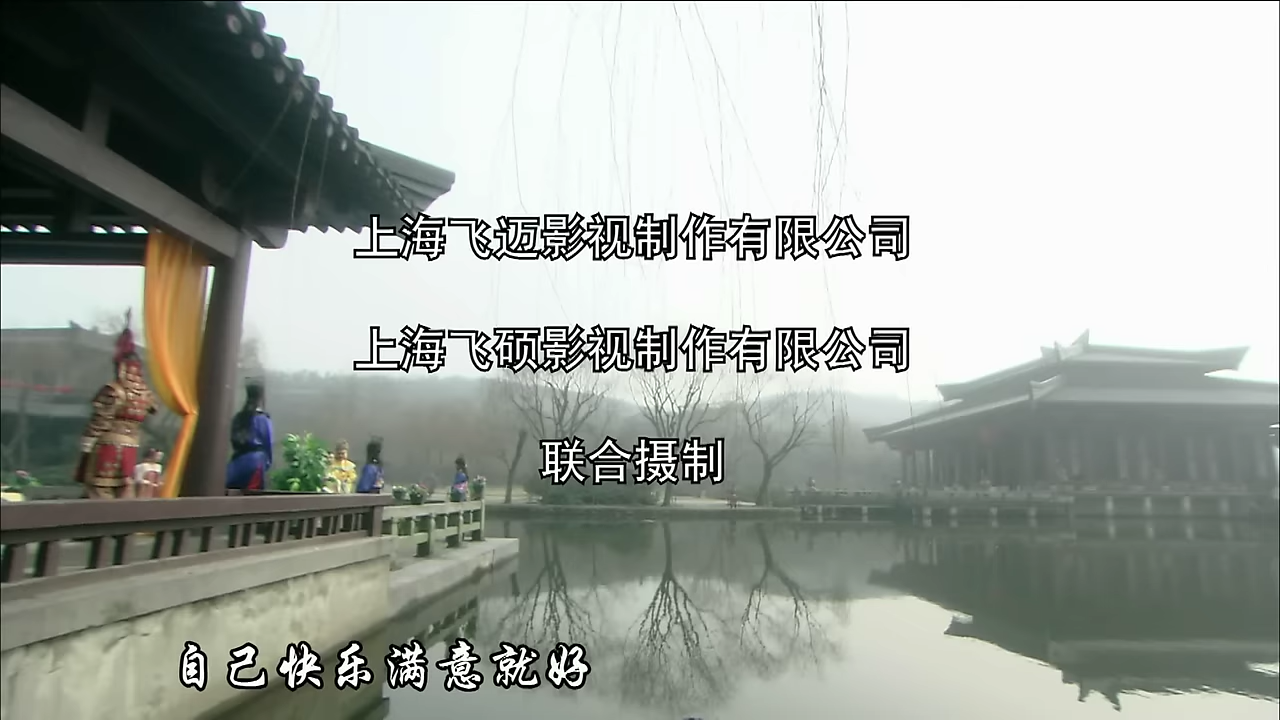 上海飞迈影视制作有限公司
上海飞硕影视制作有限公司
联合摄制
自己快乐满意就好